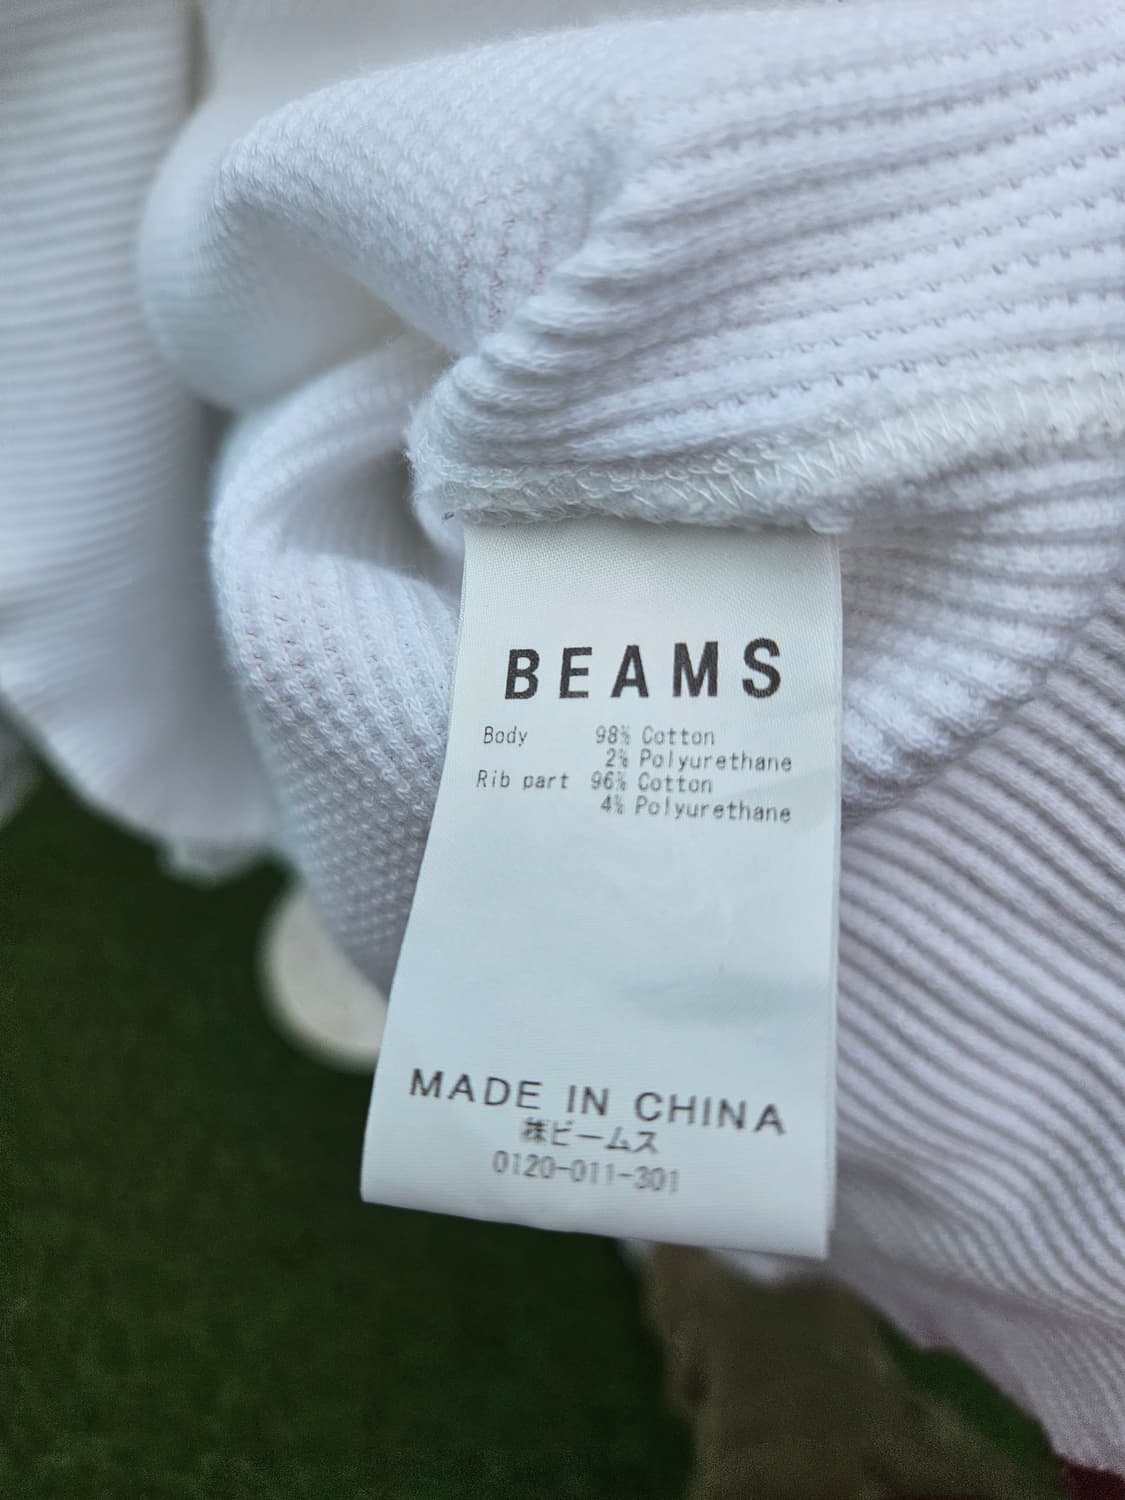 BEAMS
Body 98% Cotton
2% Polyurethane
Rib part 96% Cotton
4% Polyurethane
MADE IN CHINA
㈱ビームス
0120-011-301